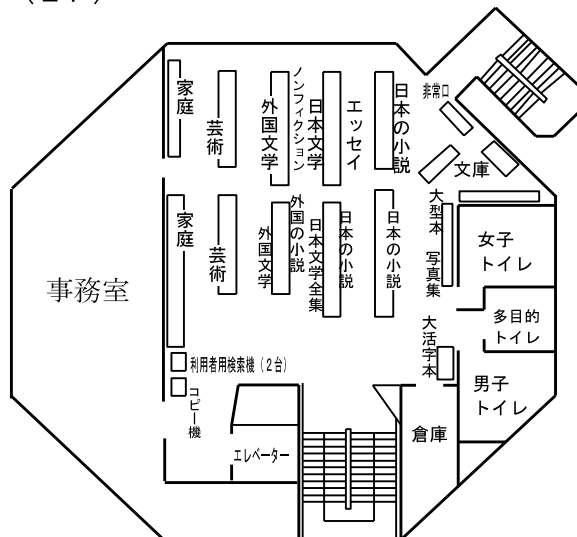 家庭
芸術
外国文学
ノンフィクション
日本文学
エッセイ
日本の小説
非常口
文庫
家庭
芸術
外国文学
外国の小説
日本文学全集
日本の小説
日本の小説
大型本
写真集
女子
トイレ
事務室
多目的
トイレ
大活字本
利用者用検索機（2台）
コピー機
男子
トイレ
エレベーター
倉庫